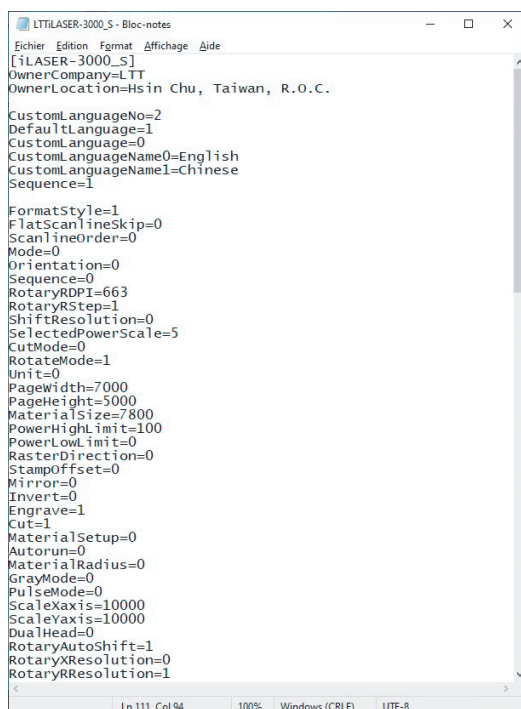 LTTiLASER-3000_S - Bloc-notes
Fichier Edition Format Affichage Aide
[iLASER-3000_S]
OwnerCompany=LTT
OwnerLocation=Hsin Chu, Taiwan, R.O.C.
CustomLanguageNo=2
DefaultLanguage=1
CustomLanguage=0
CustomLanguageName0=English
CustomLanguageName1=Chinese
Sequence=1
FormatStyle=1
FlatScanlineSkip=0
ScanlineOrder=0
Mode=0
Orientation=0
Sequence=0
RotaryRDPI=663
RotaryRStep=1
ShiftResolution=0
SelectedPowerScale=5
CutMode=0
RotateMode=1
Unit=0
PageWidth=7000
PageHeight=5000
MaterialSize=7800
PowerHighLimit=100
PowerLowLimit=0
RasterDirection=0
StampOffset=0
Mirror=0
Invert=0
Engrave=1
Cut=1
MaterialSetup=0
Autorun=0
MaterialRadius=0
GrayMode=0
PulseMode=0
ScaleXaxis=10000
ScaleYaxis=10000
DualHead=0
RotaryAutoShift=1
RotaryXResolution=0
RotaryRResolution=1
Ln 111, Col 94 100% Windows (CRLF) UTF-8